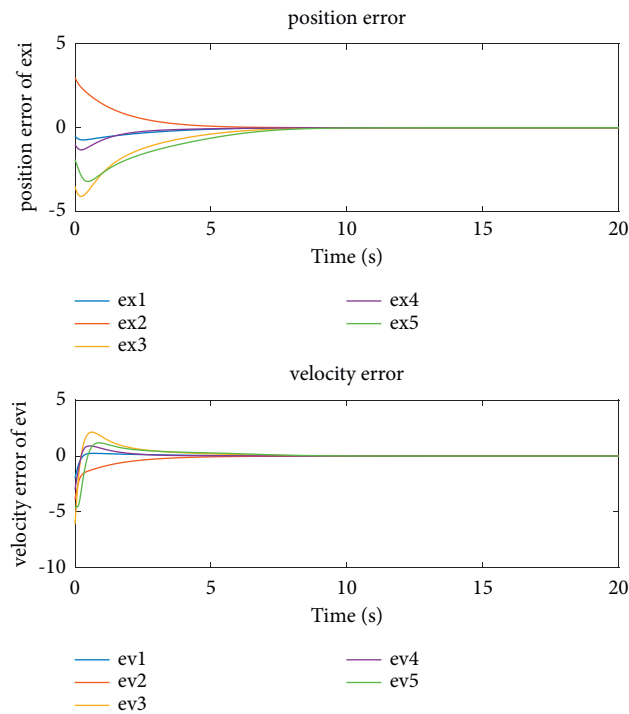 position error
position error of exi
5
0
-5
0 5 10 15 20
Time (s)
ex1 ex4
ex2 ex5
ex3
velocity error
velocity error of evi
5
0
-5
-10
0 5 10 15 20
Time (s)
ev1 ev4
ev2 ev5
ev3